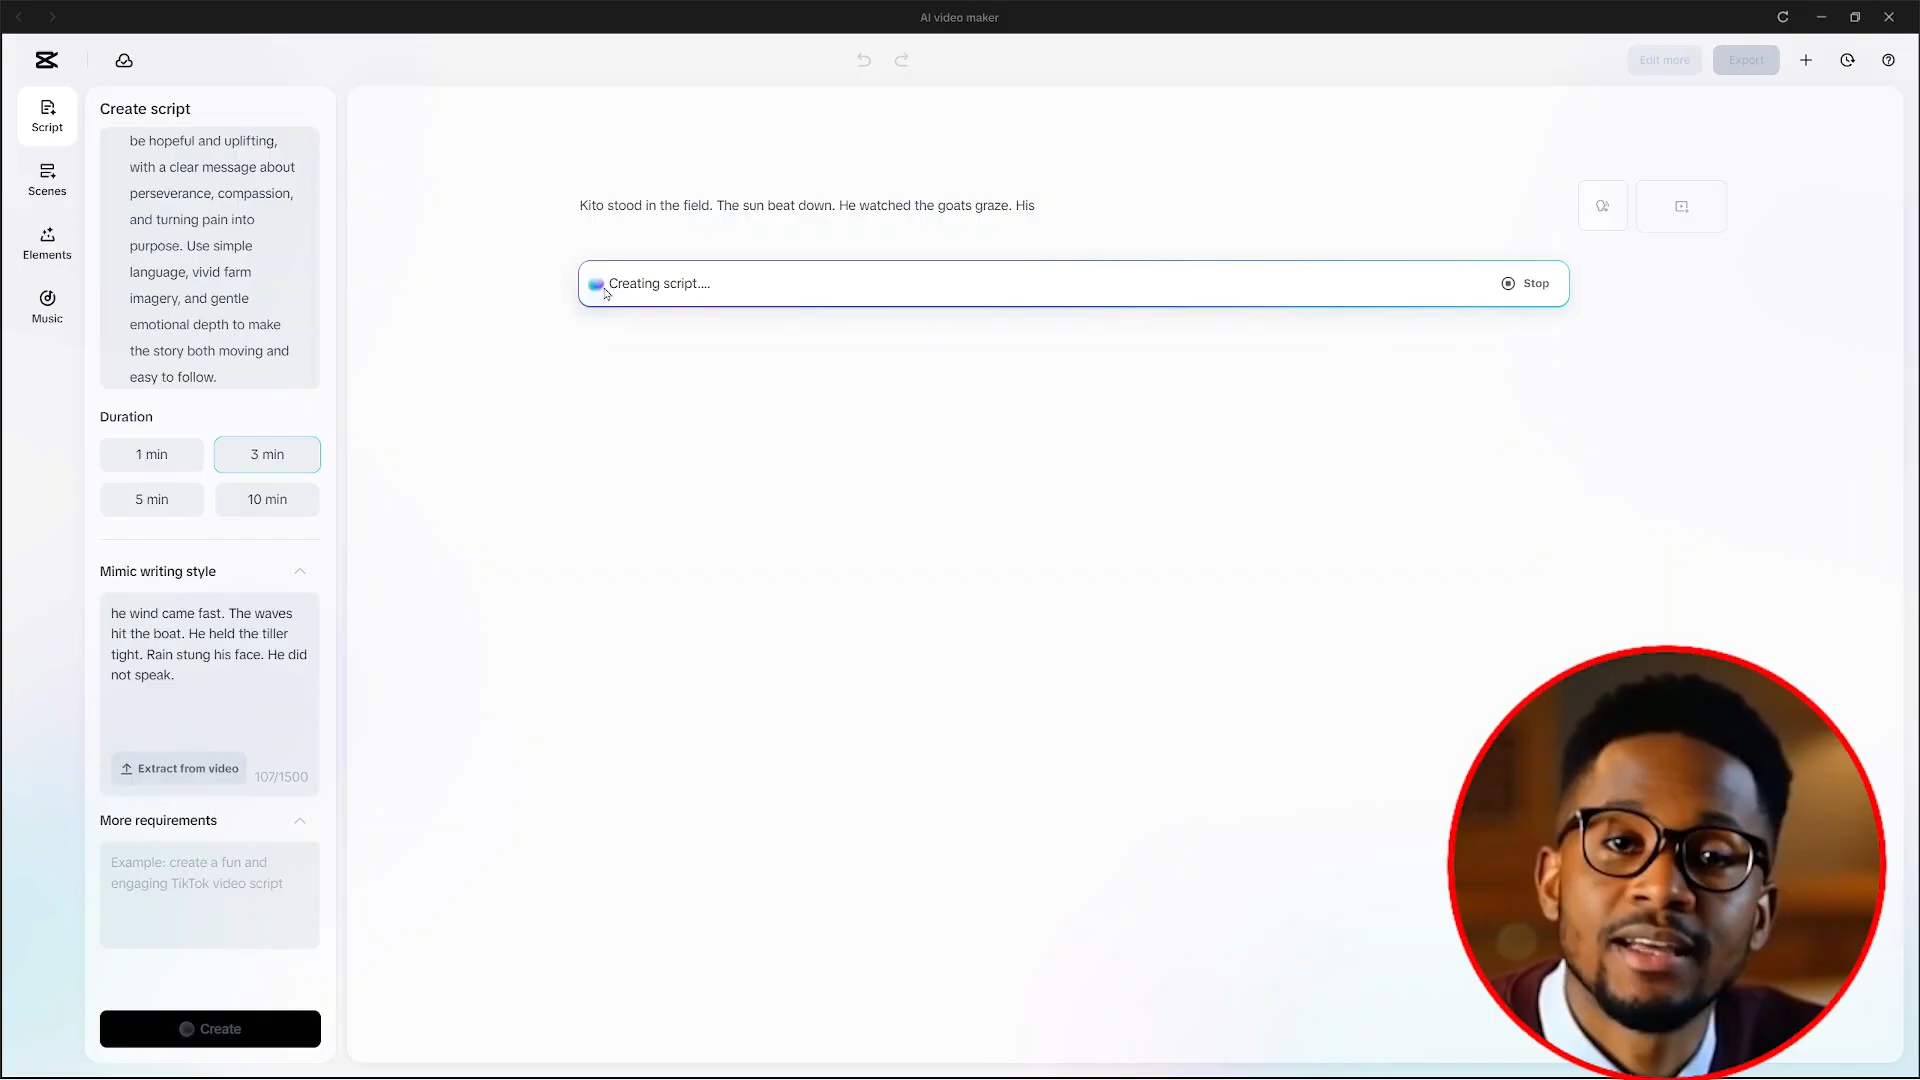 AI video maker
Edit more
Export
Script
Scenes
Elements
Music
Create script
be hopeful and uplifting,
with a clear message about
perseverance, compassion,
and turning pain into
purpose. Use simple
language, vivid farm
imagery, and gentle
emotional depth to make
the story both moving and
easy to follow.
Duration
1 min
3 min
5 min
10 min
Mimic writing style
he wind came fast. The waves
hit the boat. He held the tiller
tight. Rain stung his face. He did
not speak.
Extract from video
107/1500
More requirements
Example: create a fun and
engaging TikTok video script
Create
Kito stood in the field. The sun beat down. He watched the goats graze. His
Creating script....
Stop